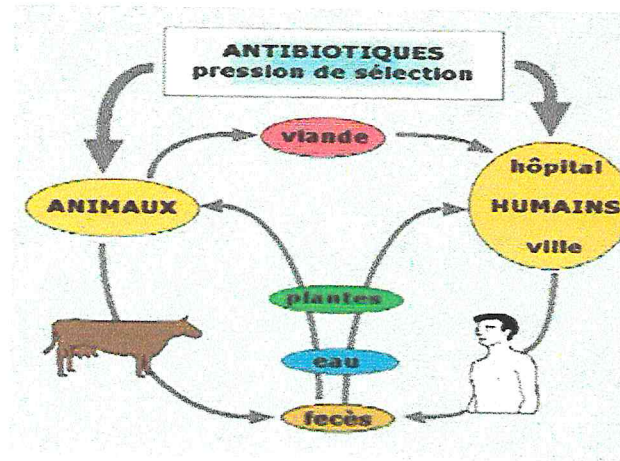 ANTIBIOTIQUES
pression de sélection
viande
hôpital
ANIMAUX
HUMAINS
ville
plantes
eau
fecès